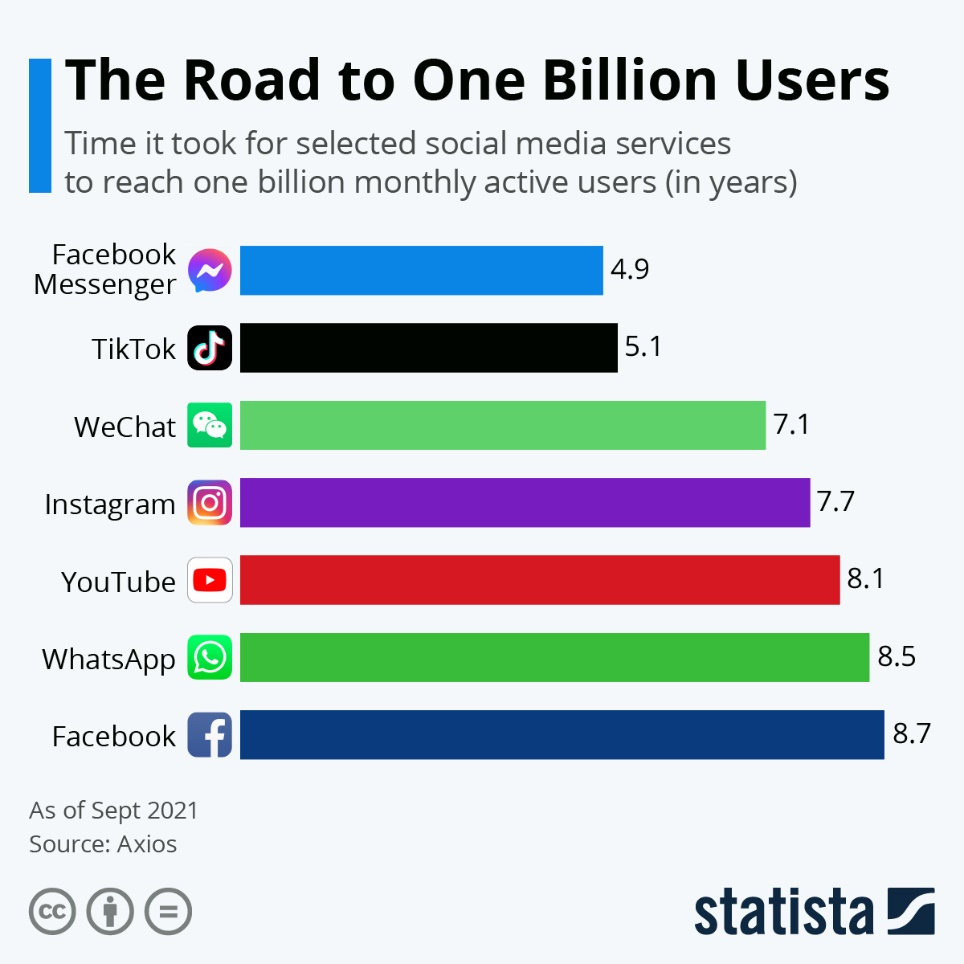 The Road to One Billion Users
Time it took for selected social media services
to reach one billion monthly active users (in years)
Facebook
Messenger
4.9
TikTok
5.1
WeChat
7.1
Instagram
7.7
YouTube
8.1
WhatsApp
8.5
Facebook
8.7
As of Sept 2021
Source: Axios
cc
statista